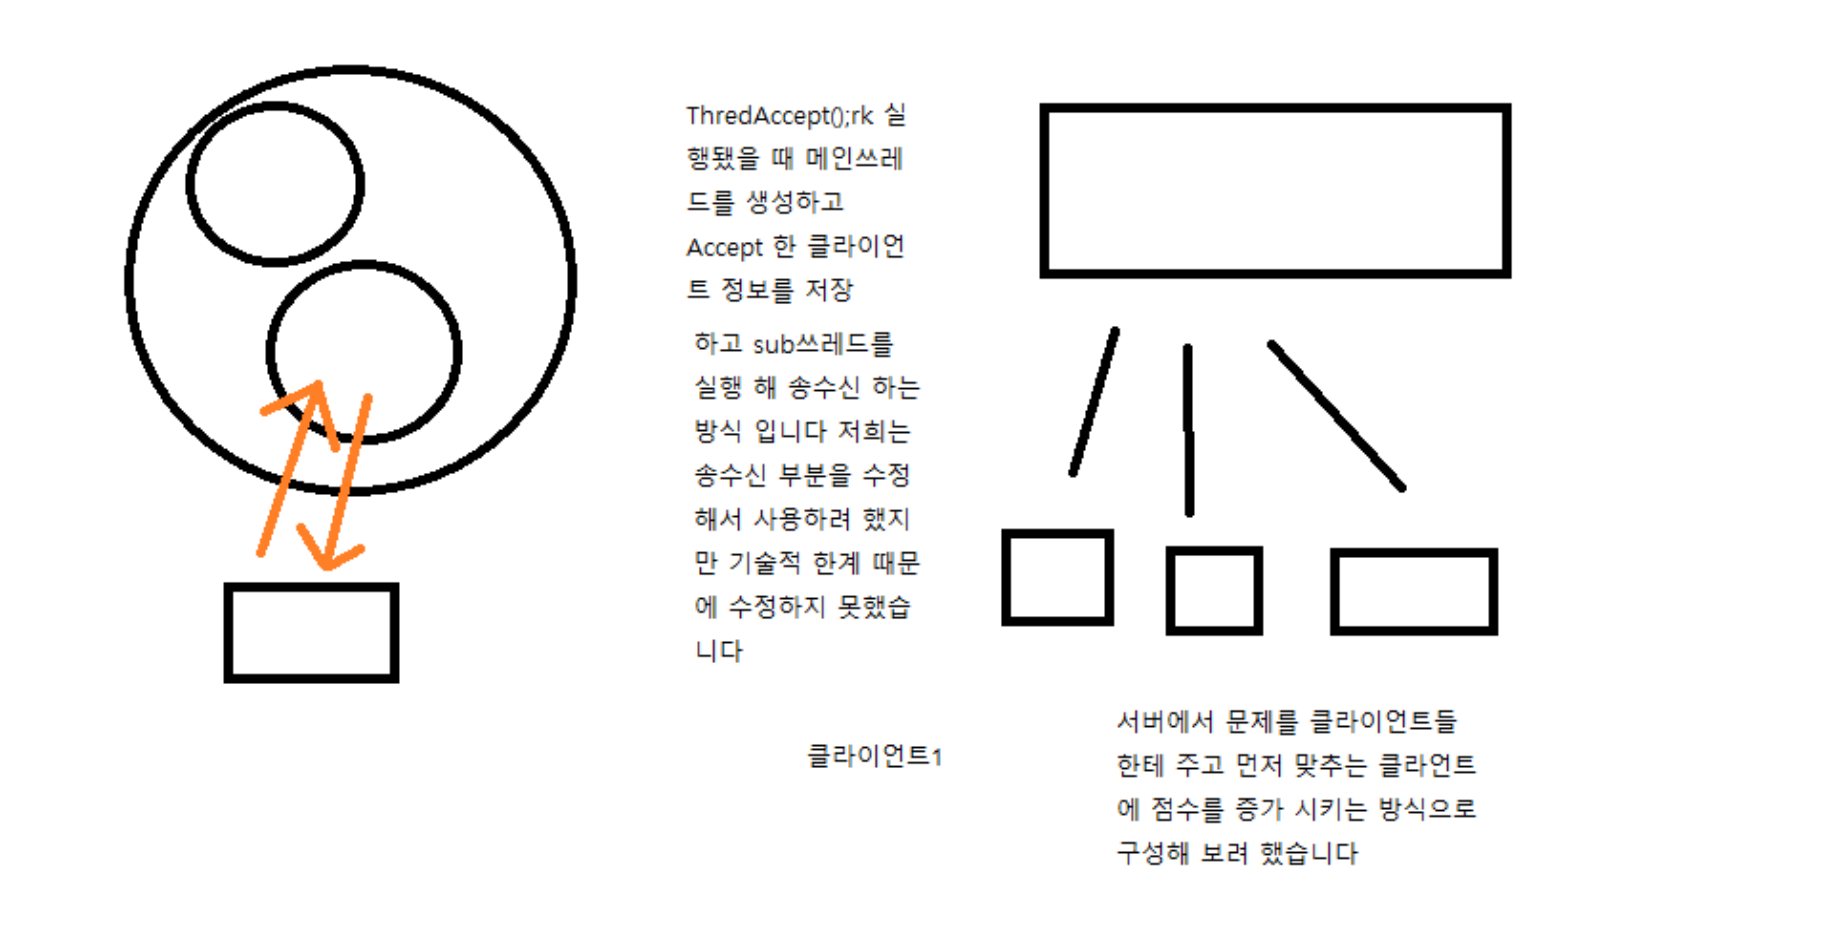 ThredAccept();rk 실
행됐을 때 메인쓰레
드를 생성하고
Accept 한 클라이언
트 정보를 저장
하고 sub쓰레드를
실행 해 송수신 하는
방식 입니다 저희는
송수신 부분을 수정
해서 사용하려 했지
만 기술적 한계 때문
에 수정하지 못했습
니다
클라이언트1
서버에서 문제를 클라이언트들
한테 주고 먼저 맞추는 클라언트
에 점수를 증가 시키는 방식으로
구성해 보려 했습니다